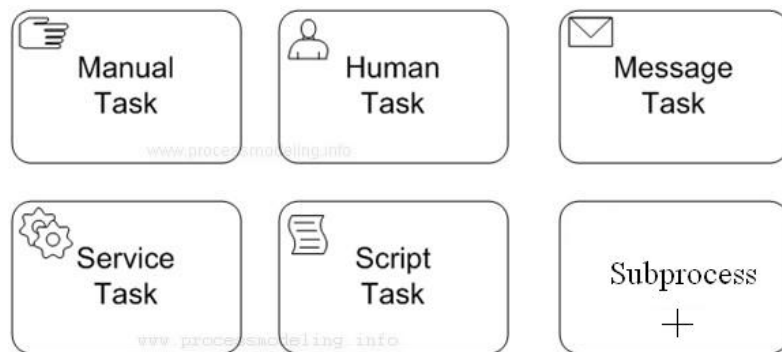 Manual
Task
Human
Task
Message
Task
www.processmodeling.info
Service
Task
Script
Task
Subprocess
www.processmodeling.info